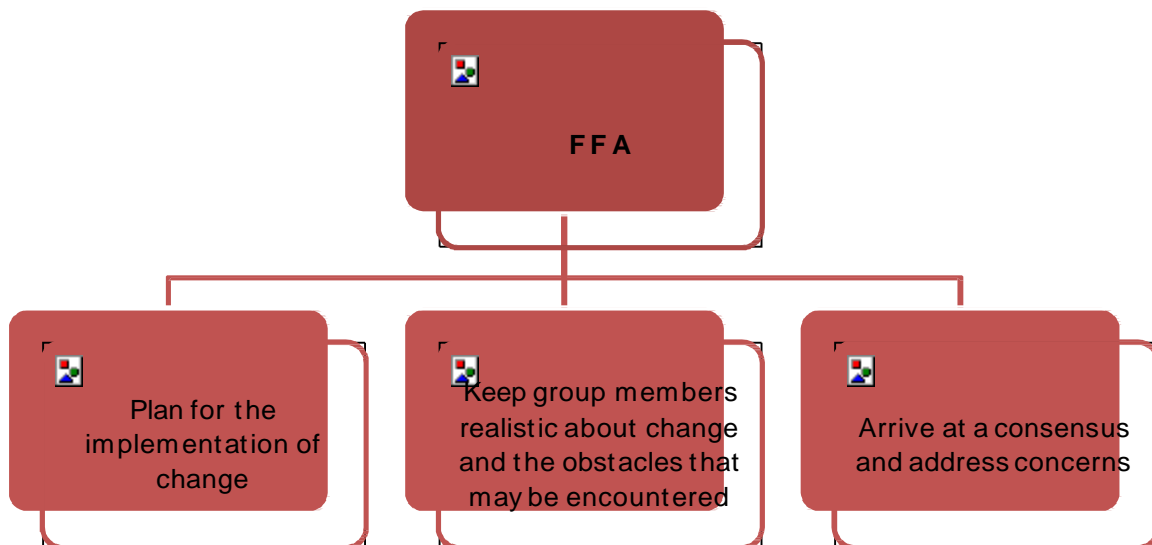 FFA
Plan for the
implementation of
change
Keep group members
realistic about change
and the obstacles that
may be encountered
Arrive at a consensus
and address concerns